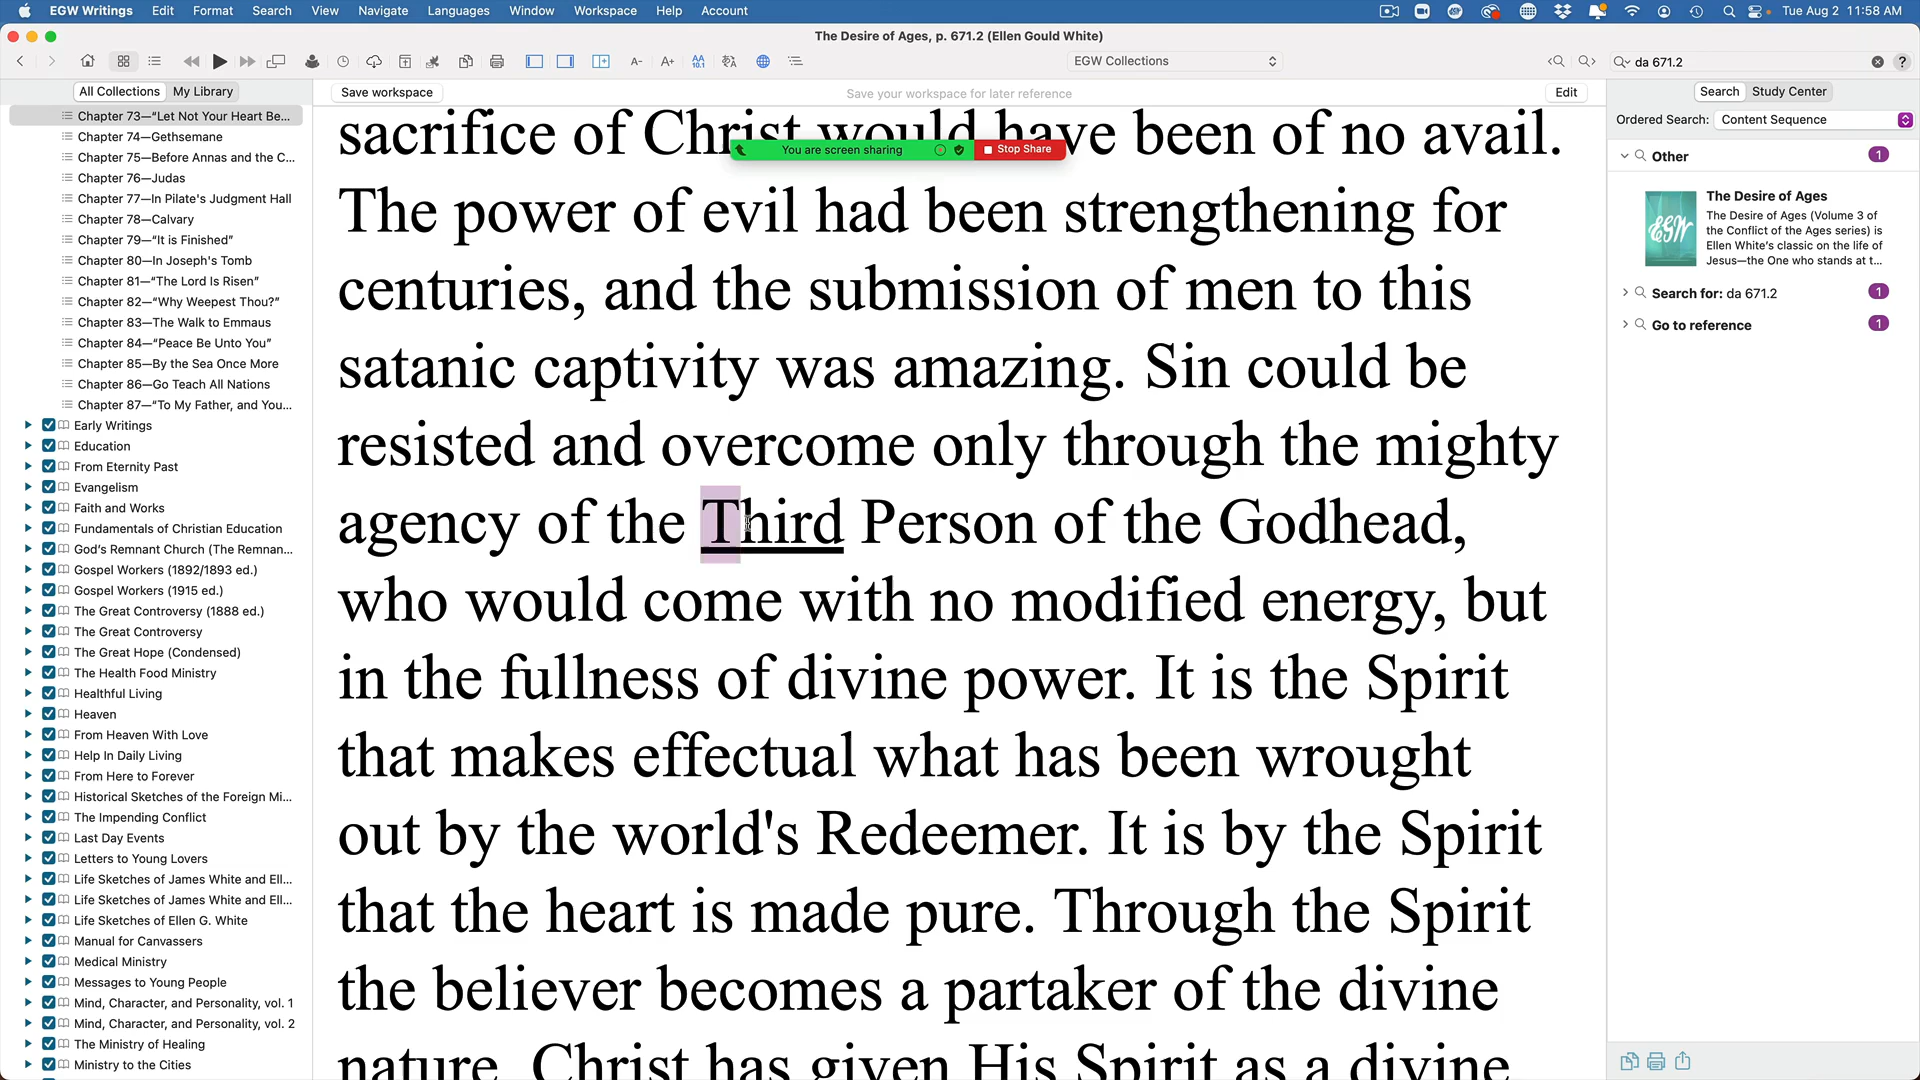 EGW Writings Edit Format Search View Navigate Languages Window Workspace Help Account Tue Aug 2 11:58 AM
The Desire of Ages, p. 671.2 (Ellen Gould White)
A- A+ AA 10.1 EGW Collections da 671.2 ?
All Collections My Library
Chapter 73—“Let Not Your Heart Be...
Chapter 74—Gethsemane
Chapter 75—Before Annas and the C...
Chapter 76—Judas
Chapter 77—In Pilate's Judgment Hall
Chapter 78—Calvary
Chapter 79—“It is Finished”
Chapter 80—In Joseph's Tomb
Chapter 81—“The Lord Is Risen”
Chapter 82—“Why Weepest Thou?”
Chapter 83—The Walk to Emmaus
Chapter 84—“Peace Be Unto You”
Chapter 85—By the Sea Once More
Chapter 86—Go Teach All Nations
Chapter 87—“To My Father, and You...
Early Writings
Education
From Eternity Past
Evangelism
Faith and Works
Fundamentals of Christian Education
God's Remnant Church (The Remnan...
Gospel Workers (1892/1893 ed.)
Gospel Workers (1915 ed.)
The Great Controversy (1888 ed.)
The Great Controversy
The Great Hope (Condensed)
The Health Food Ministry
Healthful Living
Heaven
From Heaven With Love
Help In Daily Living
From Here to Forever
Historical Sketches of the Foreign Mi...
The Impending Conflict
Last Day Events
Letters to Young Lovers
Life Sketches of James White and Ell...
Life Sketches of James White and Ell...
Life Sketches of Ellen G. White
Manual for Canvassers
Medical Ministry
Messages to Young People
Mind, Character, and Personality, vol. 1
Mind, Character, and Personality, vol. 2
The Ministry of Healing
Ministry to the Cities
Save workspace Save your workspace for later reference Edit
sacrifice of Christ would have been of no avail.
You are screen sharing Stop Share
The power of evil had been strengthening for
centuries, and the submission of men to this
satanic captivity was amazing. Sin could be
resisted and overcome only through the mighty
agency of the Third Person of the Godhead,
who would come with no modified energy, but
in the fullness of divine power. It is the Spirit
that makes effectual what has been wrought
out by the world's Redeemer. It is by the Spirit
that the heart is made pure. Through the Spirit
the believer becomes a partaker of the divine
nature. Christ has given His Spirit as a divine
Search Study Center
Ordered Search: Content Sequence
Other 1
EGW
The Desire of Ages
The Desire of Ages (Volume 3 of
the Conflict of the Ages series) is
Ellen White's classic on the life of
Jesus—the One who stands at t...
Search for: da 671.2 1
Go to reference 1